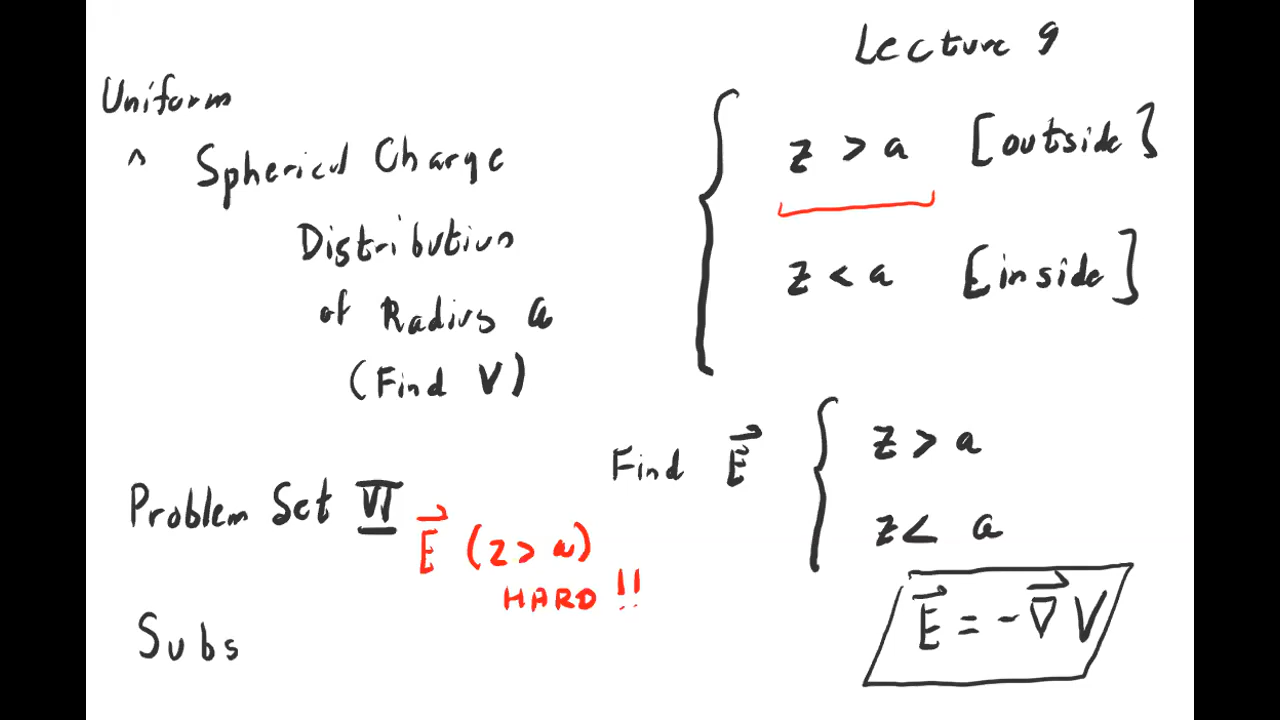 Lecture 9
Uniform
^ Spherical Charge
Distribution
of Radius a
(Find V)
z > a [outside]
z < a [inside]
Find E⃗
z > a
z < a
Problem Set VI
E⃗ (z > a)
HARD !!
E⃗ = -∇⃗ V
Subs